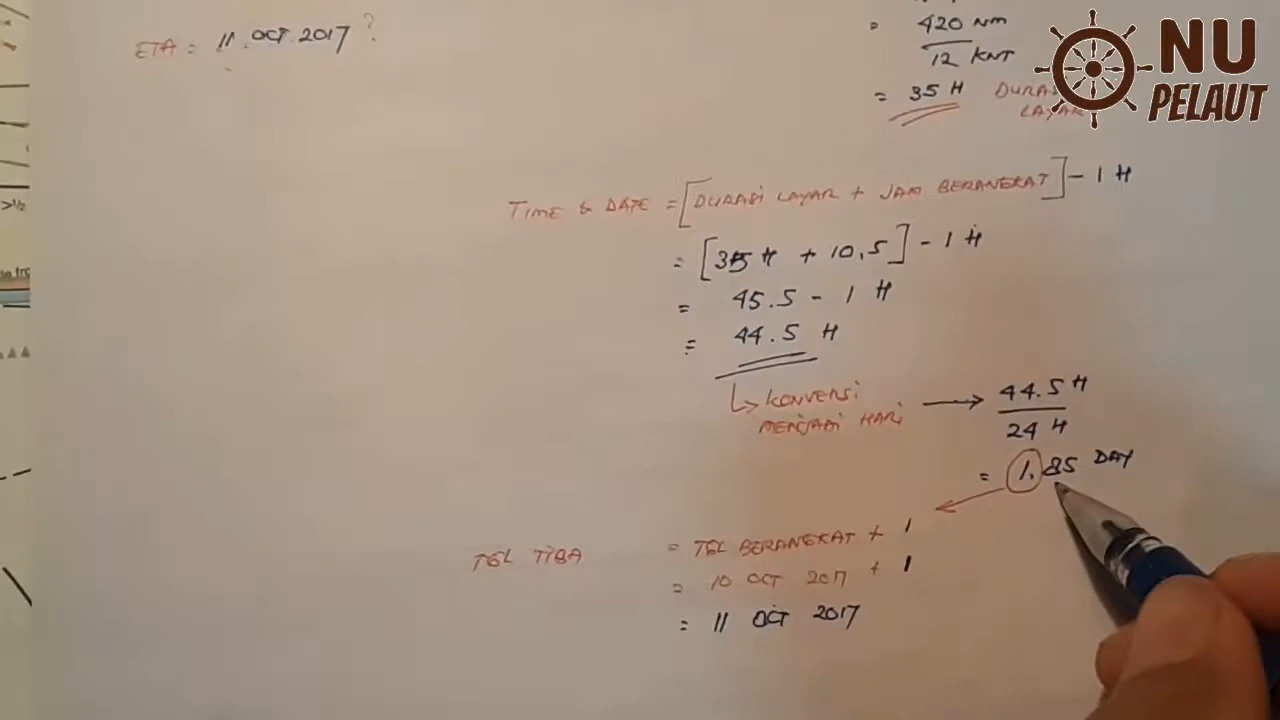 ETA = 11 OCT 2017 ?
= 420 NM
12 KNT
= 35 H DURASI
LAYAR
NU
PELAUT
>1/2
TIME & DATE = [DURASI LAYAR + JAM BERANGKAT] - 1 H
= [35 H + 10,5] - 1 H
= 45.5 - 1 H
= 44.5 H
KONVERSI
MENJADI HARI
44.5 H
24 H
= 1.85 DAY
TGL TIBA = TGL BERANGKAT + 1
= 10 OCT 2017 + 1
= 11 OCT 2017